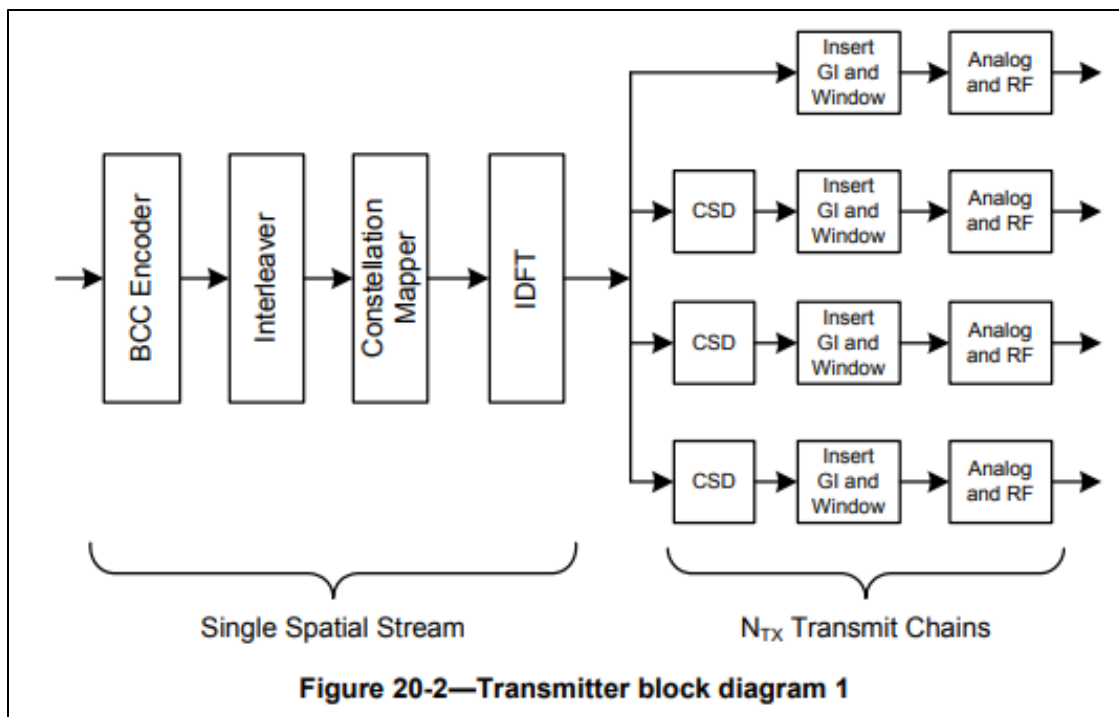 Insert
GI and
Window
Analog
and RF
BCC Encoder
Interleaver
Constellation
Mapper
IDFT
CSD
Insert
GI and
Window
Analog
and RF
CSD
Insert
GI and
Window
Analog
and RF
CSD
Insert
GI and
Window
Analog
and RF
Single Spatial Stream
NTX Transmit Chains
Figure 20-2—Transmitter block diagram 1